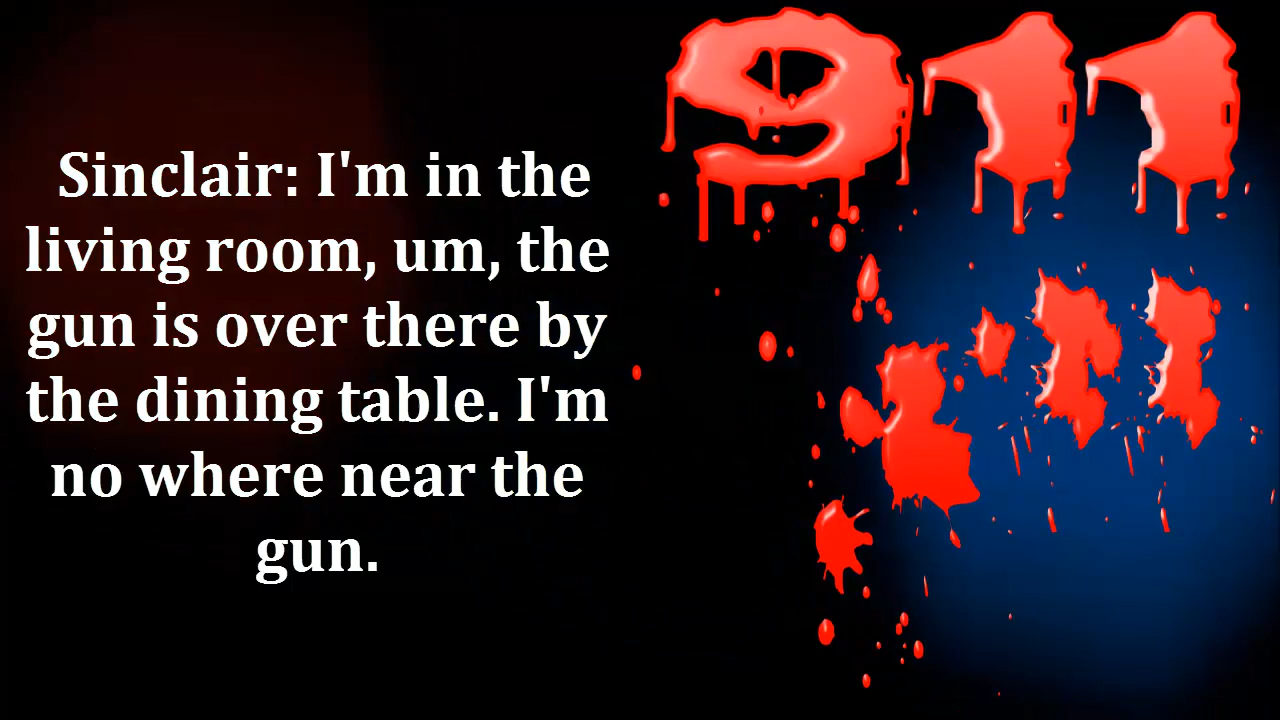 911
Sinclair: I'm in the
living room, um, the
gun is over there by
the dining table. I'm
no where near the
gun.